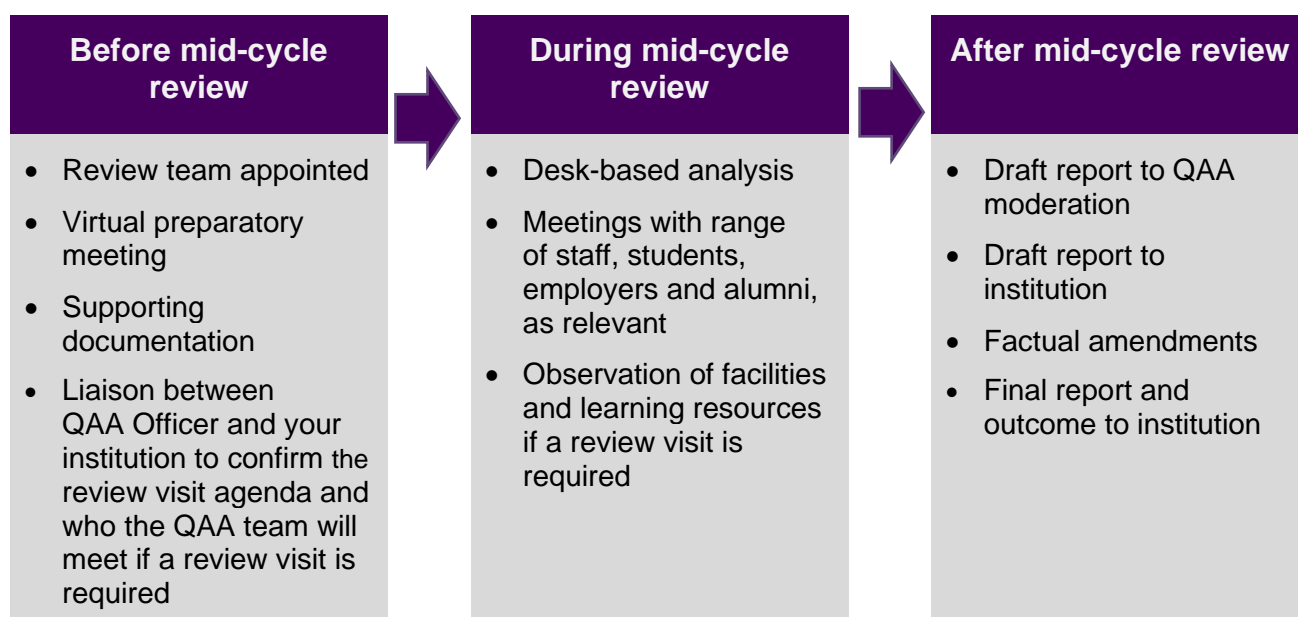 Before mid-cycle
review
• Review team appointed
• Virtual preparatory
meeting
• Supporting
documentation
• Liaison between
QAA Officer and your
institution to confirm the
review visit agenda and
who the QAA team will
meet if a review visit is
required
During mid-cycle
review
• Desk-based analysis
• Meetings with range
of staff, students,
employers and alumni,
as relevant
• Observation of facilities
and learning resources
if a review visit is
required
After mid-cycle review
• Draft report to QAA
moderation
• Draft report to
institution
• Factual amendments
• Final report and
outcome to institution